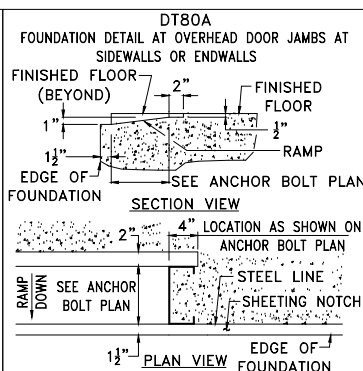 DT80A
FOUNDATION DETAIL AT OVERHEAD DOOR JAMBS AT
SIDEWALLS OR ENDWALLS
FINISHED FLOOR
(BEYOND)
2"
FINISHED
FLOOR
1"
1/2"
RAMP
1 1/2"
EDGE OF
FOUNDATION
SEE ANCHOR BOLT PLAN
SECTION VIEW
2"
4"
LOCATION AS SHOWN ON
ANCHOR BOLT PLAN
RAMP
DOWN
SEE ANCHOR
BOLT PLAN
STEEL LINE
SHEETING NOTCH
1 1/2"
PLAN VIEW
EDGE OF
FOUNDATION